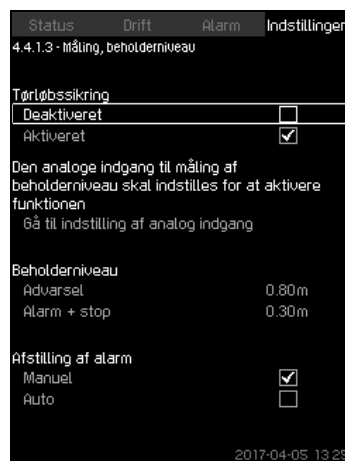 Status Drift Alarm Indstillinger
4.4.1.3 - Måling, beholderniveau
Tørløbssikring
Deaktiveret
Aktiveret
Den analoge indgang til måling af
beholderniveau skal indstilles for at aktivere
funktionen
Gå til indstilling af analog indgang
Beholderniveau
Advarsel 0.80m
Alarm + stop 0.30m
Afstilling af alarm
Manuel
Auto
2017-04-05 13:29